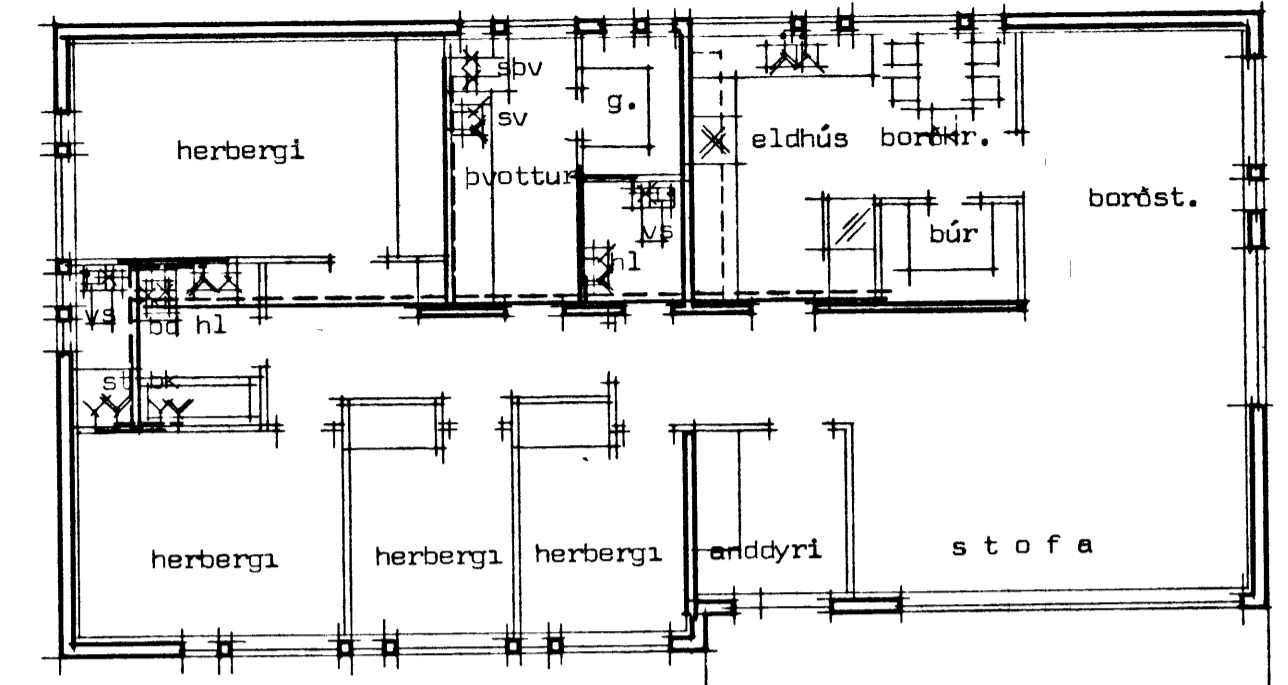 sþv
g.
sv
herbergi
eldhús
borðkr.
þvottur
borðst.
vs
búr
hl
vs
bd hl
st bk
herbergi
herbergi
herbergi
anddyri
stofa